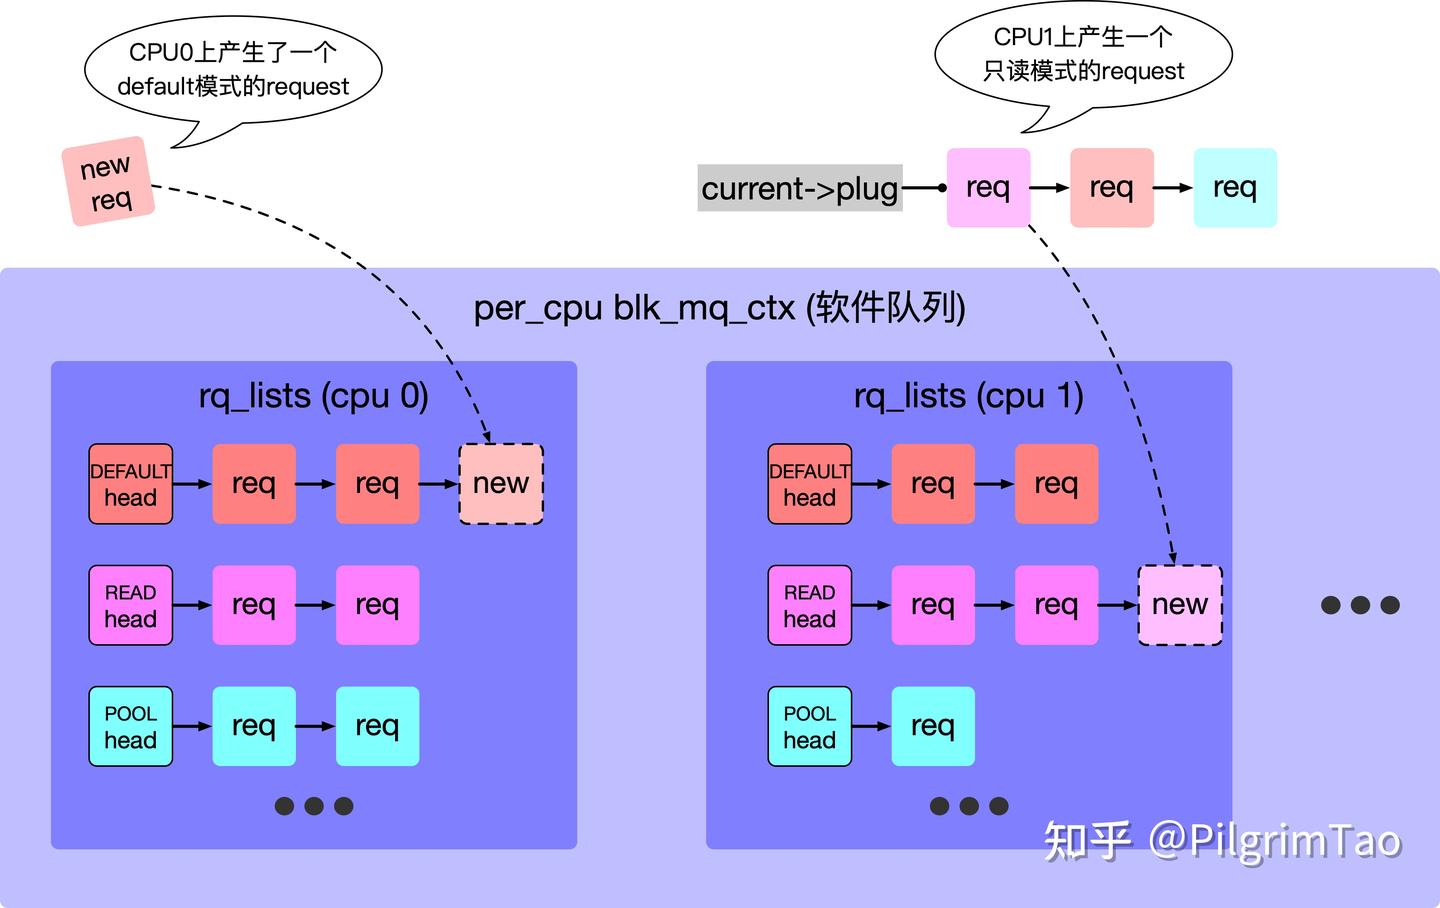 CPU0上产生了一个
default模式的request
CPU1上产生一个
只读模式的request
new
req
current->plug
req
req
req
per_cpu blk_mq_ctx (软件队列)
rq_lists (cpu 0)
DEFAULT
head
req
req
new
READ
head
req
req
POOL
head
req
req
rq_lists (cpu 1)
DEFAULT
head
req
req
READ
head
req
req
new
POOL
head
req
知乎 @PilgrimTao